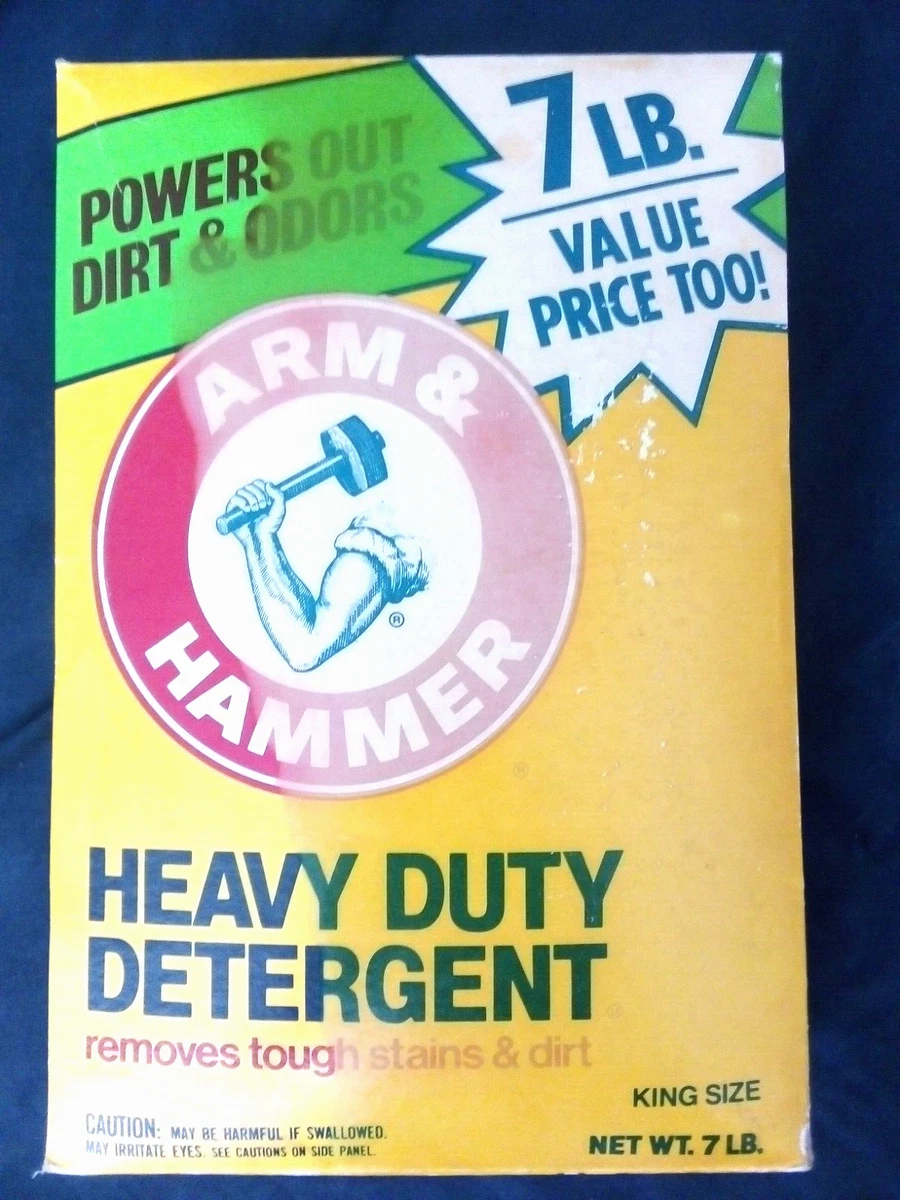 POWERS OUT
DIRT & ODORS
7 LB.
VALUE
PRICE TOO!
ARM &
HAMMER
®
®
HEAVY DUTY
DETERGENT
removes tough stains & dirt
KING SIZE
CAUTION: MAY BE HARMFUL IF SWALLOWED.
MAY IRRITATE EYES. SEE CAUTIONS ON SIDE PANEL.
NET WT. 7 LB.